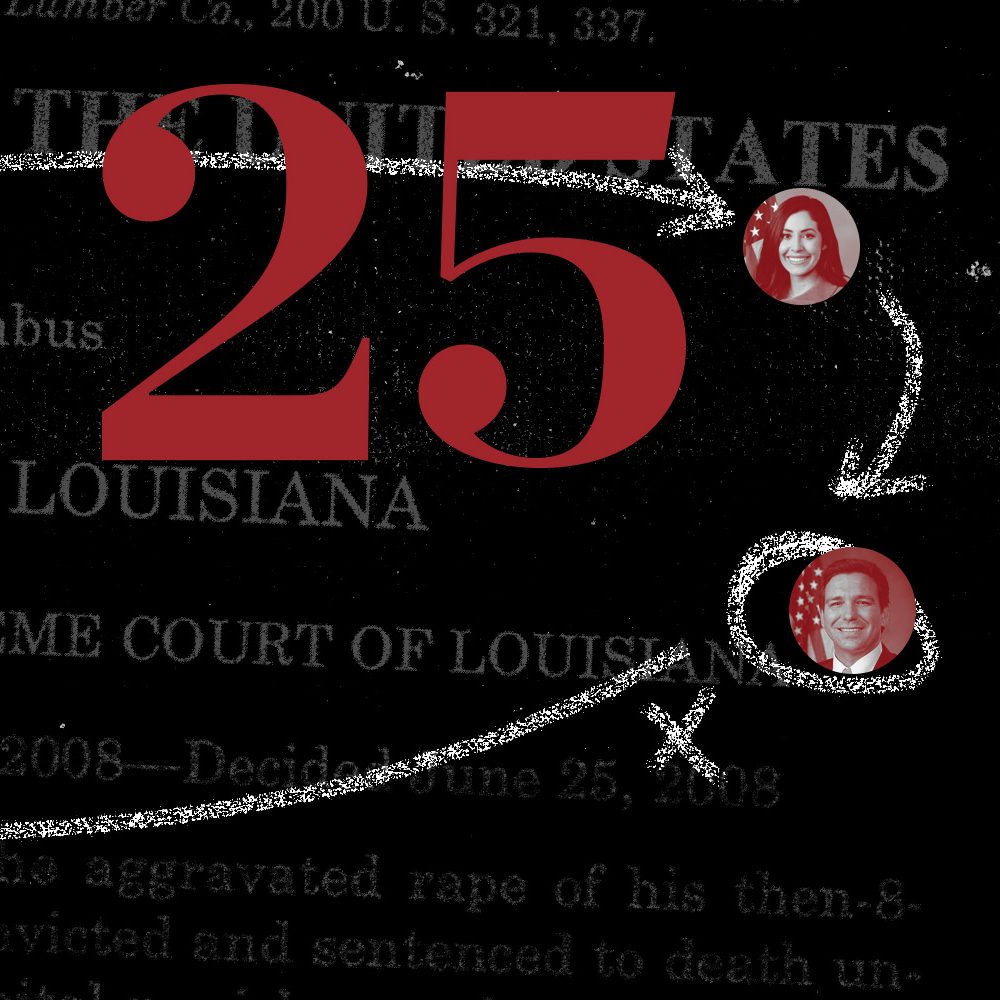 Lumber Co., 200 U. S. 321, 337.
THE UNITED STATES
25
abus
LOUISIANA
EME COURT OF LOUISIANA
2008—Decided June 25, 2008
he aggravated rape of his then-8-
nvicted and sentenced to death un-